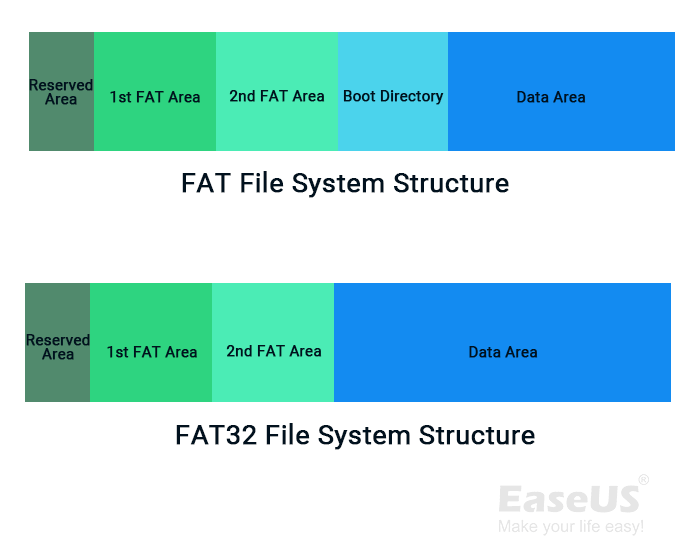 Reserved
Area
1st FAT Area
2nd FAT Area
Boot Directory
Data Area
FAT File System Structure
Reserved
Area
1st FAT Area
2nd FAT Area
Data Area
FAT32 File System Structure
EaseUS®
Make your life easy!